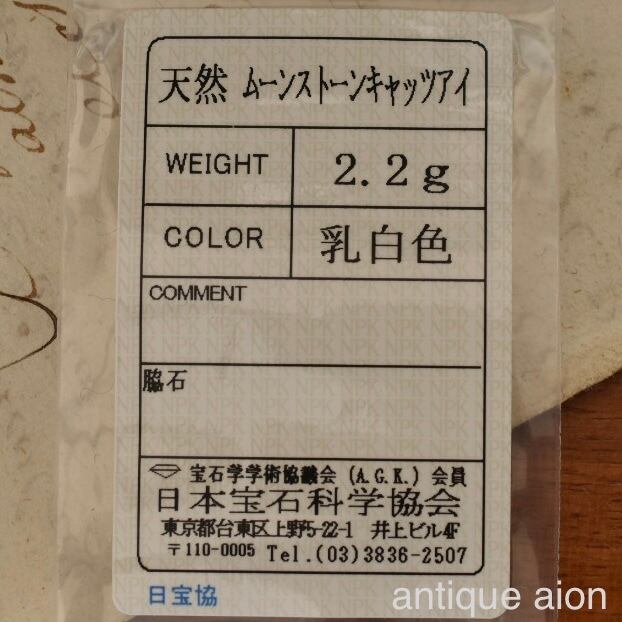 天然 ムーンストーンキャッツアイ
WEIGHT 2.2g
COLOR 乳白色
COMMENT
脇石
宝石学学術協議会 (A.G.K.) 会員
日本宝石科学協会
東京都台東区上野5-22-1 井上ビル4F
〒110-0005 Tel.(03)3836-2507
日宝協
antique aion